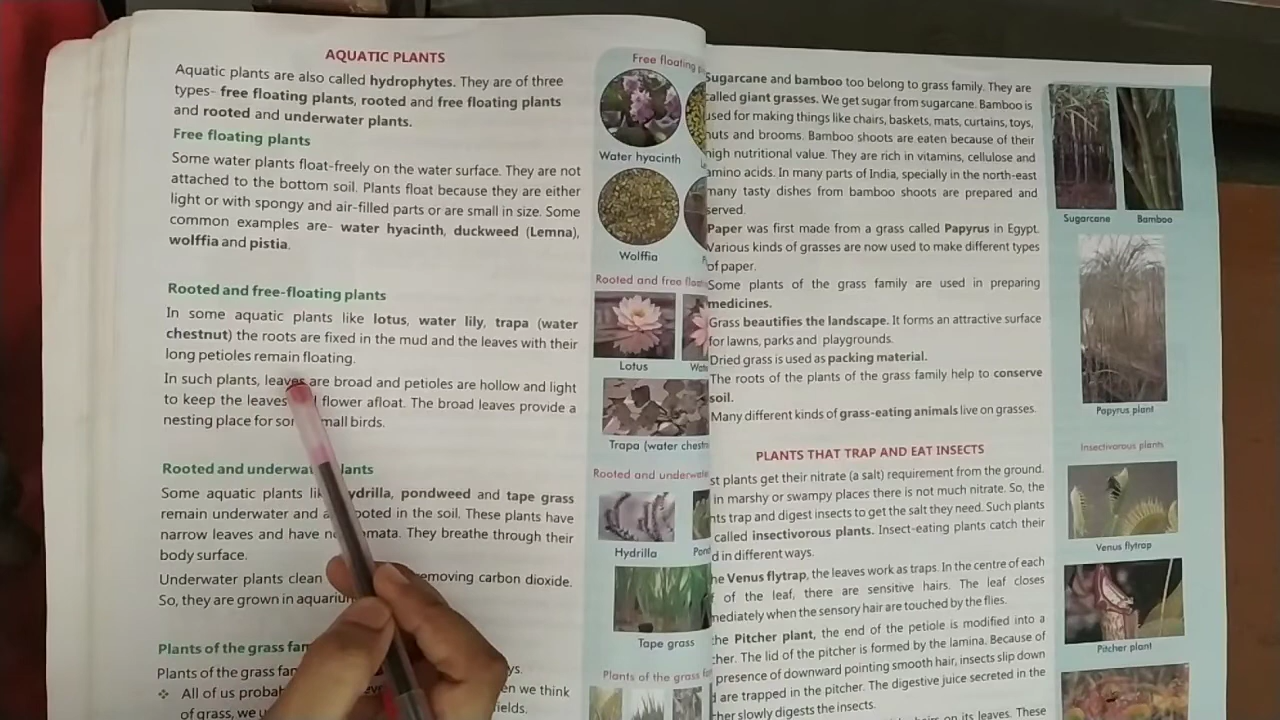 AQUATIC PLANTS
Aquatic plants are also called hydrophytes. They are of three
types- free floating plants, rooted and free floating plants
and rooted and underwater plants.
Free floating plants
Some water plants float-freely on the water surface. They are not
attached to the bottom soil. Plants float because they are either
light or with spongy and air-filled parts or are small in size. Some
common examples are- water hyacinth, duckweed (Lemna),
wolffia and pistia.
Rooted and free-floating plants
In some aquatic plants like lotus, water lily, trapa (water
chestnut) the roots are fixed in the mud and the leaves with their
long petioles remain floating.
In such plants, leaves are broad and petioles are hollow and light
to keep the leaves flower afloat. The broad leaves provide a
nesting place for small birds.
Rooted and plants
Some aquatic plants pondweed and tape grass
remain underwater and rooted in the soil. These plants have
narrow leaves and have They breathe through their
body surface.
Underwater plants clean removing carbon dioxide.
So, they are grown in
Plants of the grass
Plants of the grass
❖ All of us when we think
of grass, we
Free floating
Water hyacinth
Wolffia
Rooted and free
Lotus
Trapa (water
Rooted and
Hydrilla
Tape grass
Plants of the grass
Sugarcane and bamboo too belong to grass family. They are
called giant grasses. We get sugar from sugarcane. Bamboo is
used for making things like chairs, baskets, mats, curtains, toys,
huts and brooms. Bamboo shoots are eaten because of their
high nutritional value. They are rich in vitamins, cellulose and
amino acids. In many parts of India, specially in the north-east
many tasty dishes from bamboo shoots are prepared and
served.
Paper was first made from a grass called Papyrus in Egypt.
Various kinds of grasses are now used to make different types
of paper.
Some plants of the grass family are used in preparing
medicines.
Grass beautifies the landscape. It forms an attractive surface
for lawns, parks and playgrounds.
Dried grass is used as packing material.
The roots of the plants of the grass family help to conserve
soil.
Many different kinds of grass-eating animals live on grasses.
PLANTS THAT TRAP AND EAT INSECTS
plants get their nitrate (a salt) requirement from the ground.
in marshy or swampy places there is not much nitrate. So, the
trap and digest insects to get the salt they need. Such plants
called insectivorous plants. Insect-eating plants catch their
in different ways.
Venus flytrap, the leaves work as traps. In the centre of each
of the leaf, there are sensitive hairs. The leaf closes
when the sensory hair are touched by the flies.
the Pitcher plant, the end of the petiole is modified into a
The lid of the pitcher is formed by the lamina. Because of
presence of downward pointing smooth hair, insects slip down
are trapped in the pitcher. The digestive juice secreted in the
slowly digests the insects.
on its leaves. These
Sugarcane Bamboo
Papyrus plant
Insectivorous plants
Venus flytrap
Pitcher plant